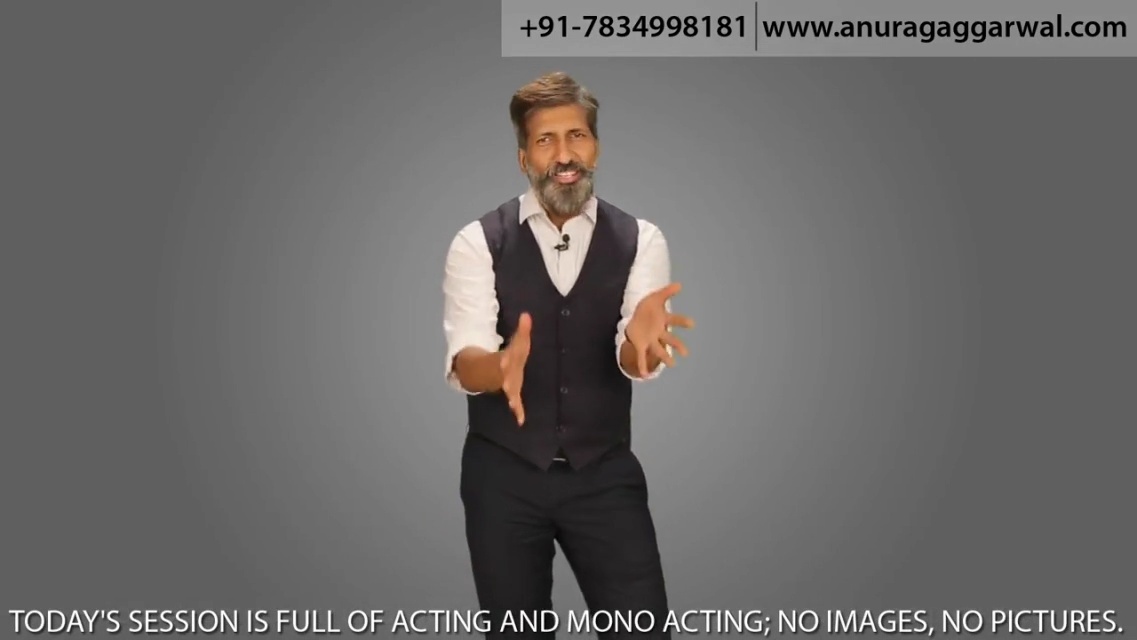 +91-7834998181 | www.anuragaggarwal.com
TODAY'S SESSION IS FULL OF ACTING AND MONO ACTING; NO IMAGES, NO PICTURES.